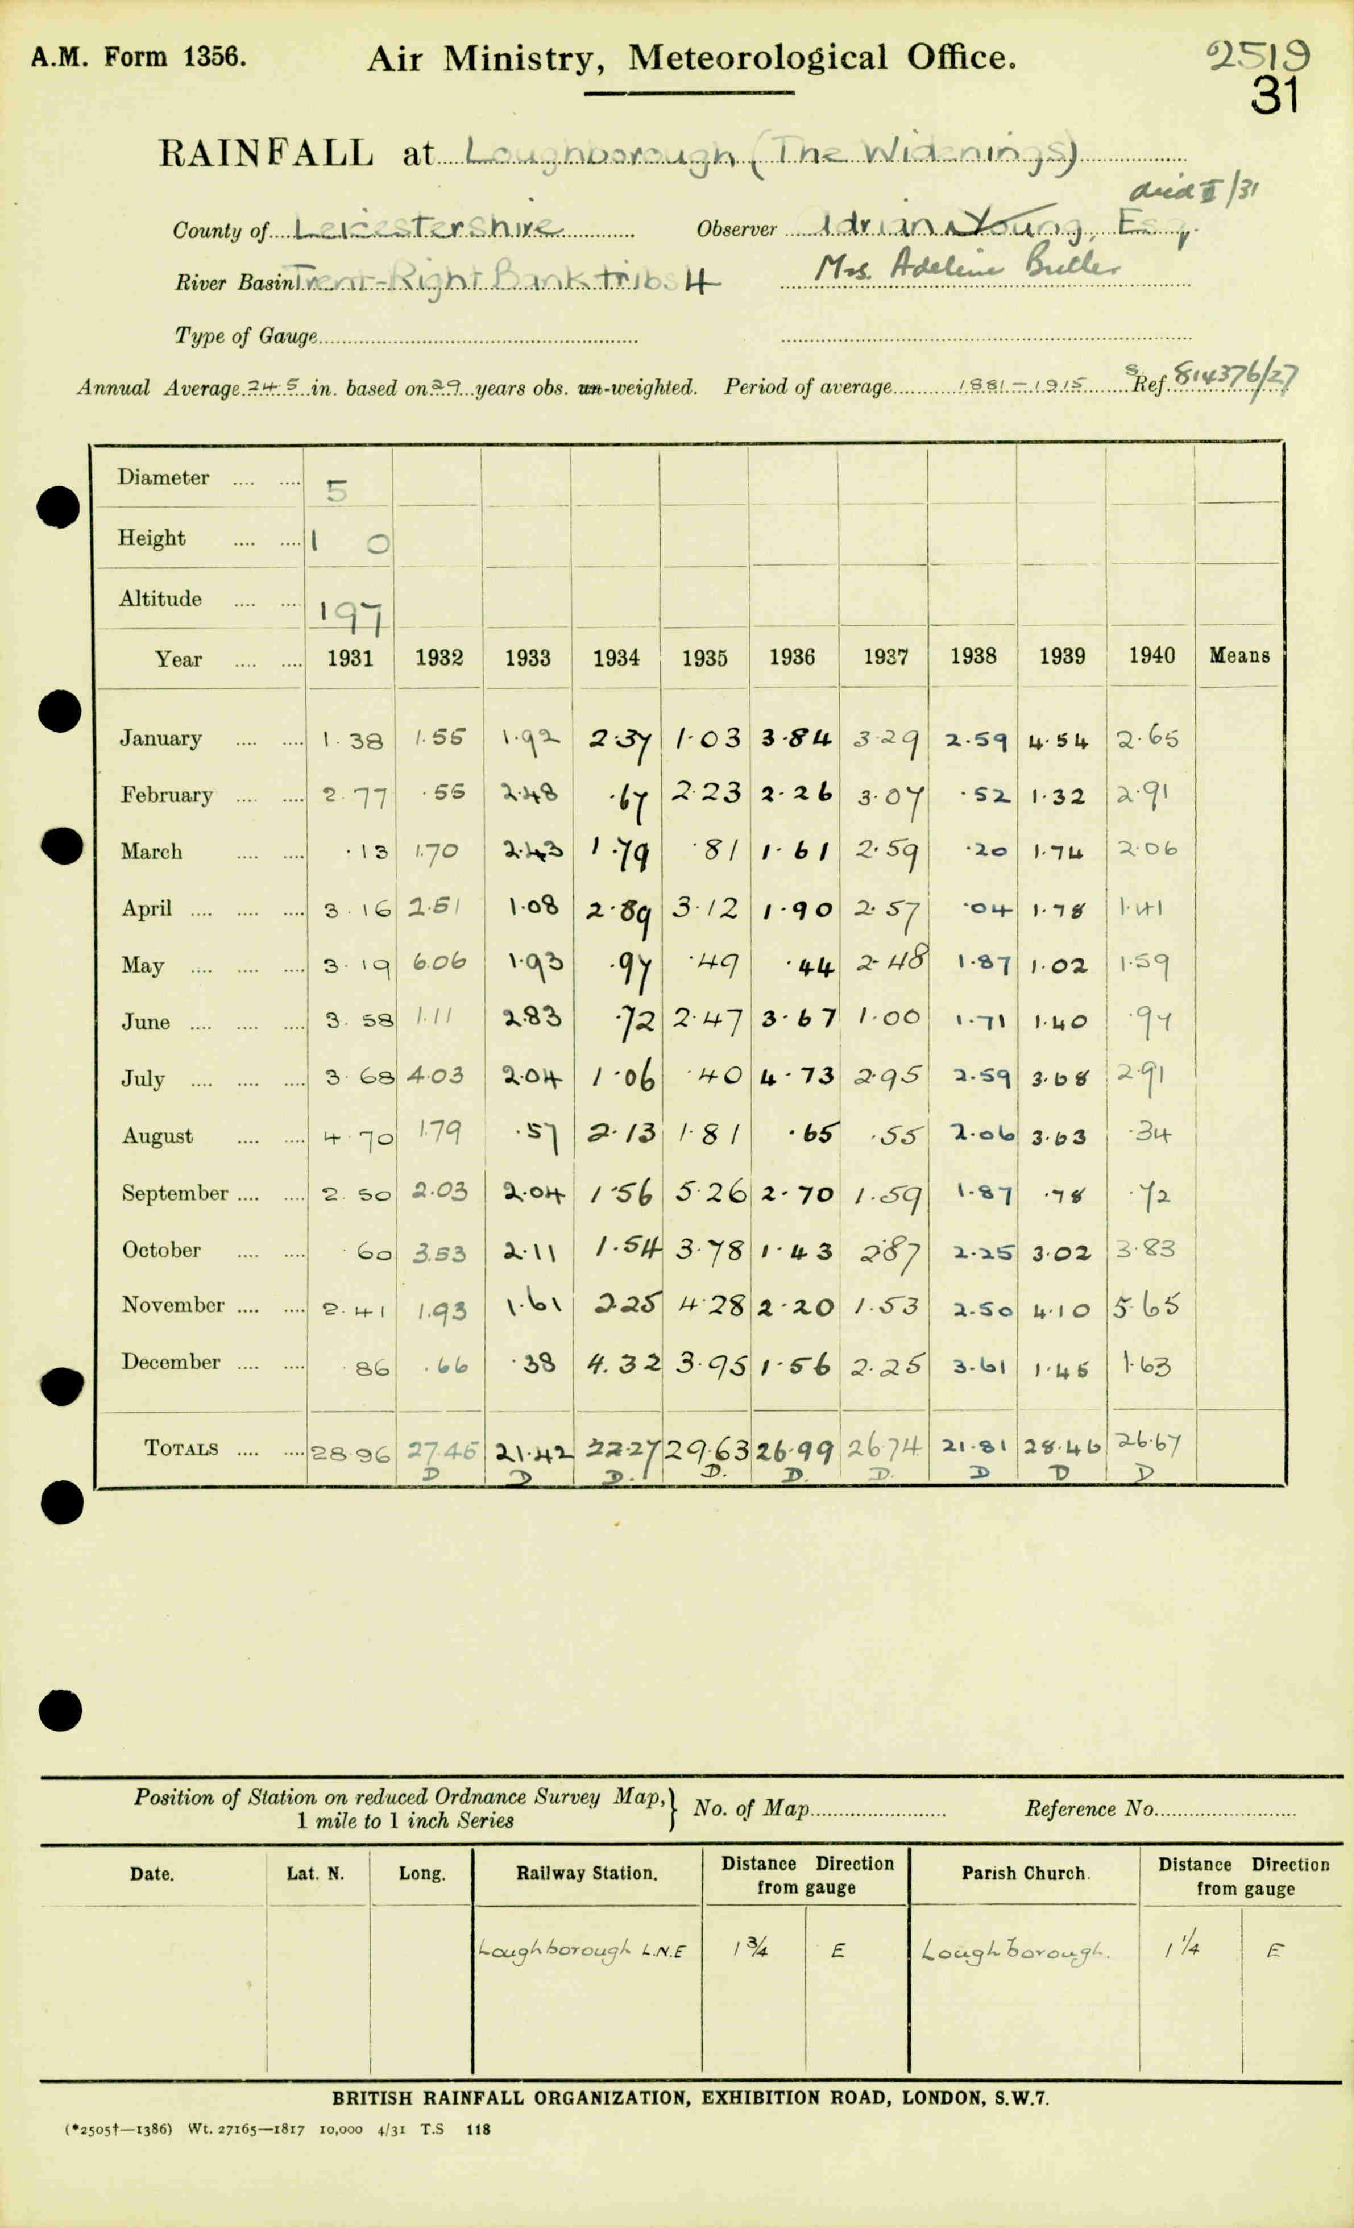 A.M. Form 1356. Air Ministry, Meteorological Office. 2519
31
RAINFALL at Loughborough (The Widenings)
died II/31
County of Leicestershire Observer Adrian Young, Esq.
River Basin Trent-Right Bank tribs 4 Mrs. Adeline Butler
Type of Gauge
Annual Average 24.5 in. based on 29 years obs. un-weighted. Period of average 1881-1915 Ref. 814376/27
Diameter 5
Height 1 0
Altitude 197
Year 1931 1932 1933 1934 1935 1936 1937 1938 1939 1940 Means
January 1.38 1.55 1.92 2.37 1.03 3.84 3.29 2.59 4.54 2.65
February 2.77 .55 2.48 .67 2.23 2.26 3.07 .52 1.32 2.91
March .13 1.70 2.43 1.79 .81 1.61 2.59 .20 1.74 2.06
April 3.16 2.51 1.08 2.89 3.12 1.90 2.57 .04 1.78 1.41
May 3.19 6.06 1.93 .97 .49 .44 2.48 1.87 1.02 1.59
June 3.58 1.11 2.83 .72 2.47 3.67 1.00 1.71 1.40 .97
July 3.68 4.03 2.04 1.06 .40 4.73 2.95 2.59 3.68 2.91
August 4.70 1.79 .57 2.13 1.81 .65 .55 2.06 3.63 .34
September 2.50 2.03 2.04 1.56 5.26 2.70 1.59 1.87 .78 .72
October .60 3.53 2.11 1.54 3.78 1.43 2.87 2.25 3.02 3.83
November 2.41 1.93 1.61 2.25 4.28 2.20 1.53 2.50 4.10 5.65
December .86 .66 .38 4.32 3.95 1.56 2.25 3.61 1.45 1.63
TOTALS 28.96 27.45 21.42 22.27 29.63 26.99 26.74 21.81 28.46 26.67
D D D. D. D. D. D D D
Position of Station on reduced Ordnance Survey Map, 1 mile to 1 inch Series } No. of Map Reference No.
Date. Lat. N. Long. Railway Station. Distance Direction from gauge Parish Church. Distance Direction from gauge
Loughborough L.N.E 1 3/4 E Loughborough. 1 1/4 E
BRITISH RAINFALL ORGANIZATION, EXHIBITION ROAD, LONDON, S.W.7.
(*2505†—1386) Wt. 27165—1817 10,000 4/31 T.S 118